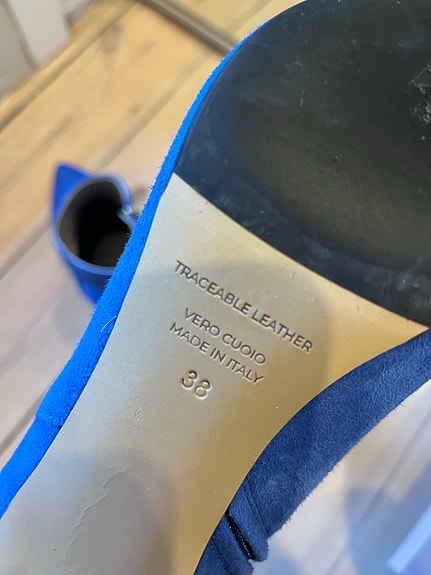 TRACEABLE LEATHER
VERO CUOIO
MADE IN ITALY
38